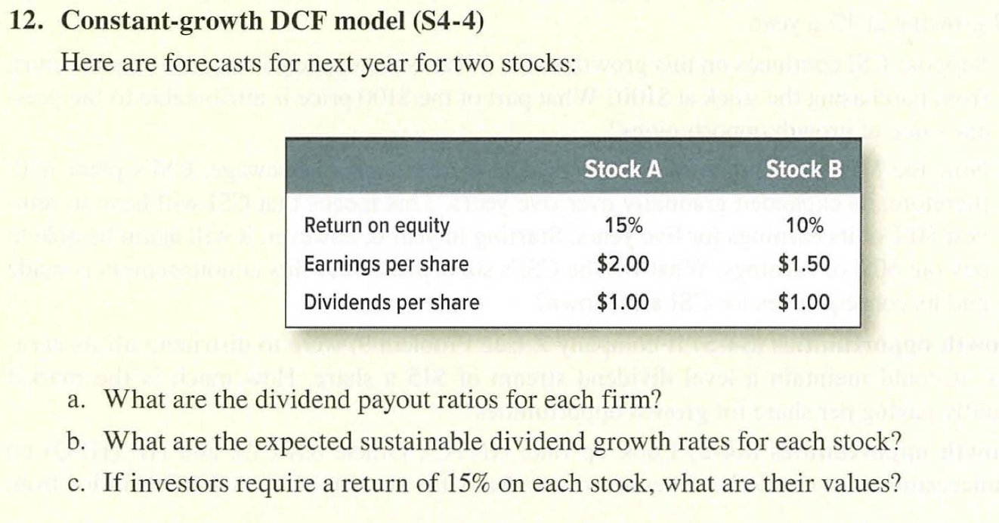 12. Constant-growth DCF model (S4-4)
Here are forecasts for next year for two stocks:
Stock A Stock B
Return on equity 15% 10%
Earnings per share $2.00 $1.50
Dividends per share $1.00 $1.00
a. What are the dividend payout ratios for each firm?
b. What are the expected sustainable dividend growth rates for each stock?
c. If investors require a return of 15% on each stock, what are their values?